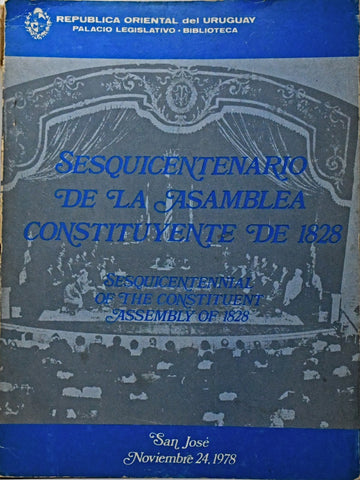 REPUBLICA ORIENTAL del URUGUAY
PALACIO LEGISLATIVO • BIBLIOTECA
SESQUICENTENARIO
DE LA ASAMBLEA
CONSTITUYENTE DE 1828
SESQUICENTENNIAL
OF THE CONSTITUENT
ASSEMBLY OF 1828
San José
Noviembre 24, 1978